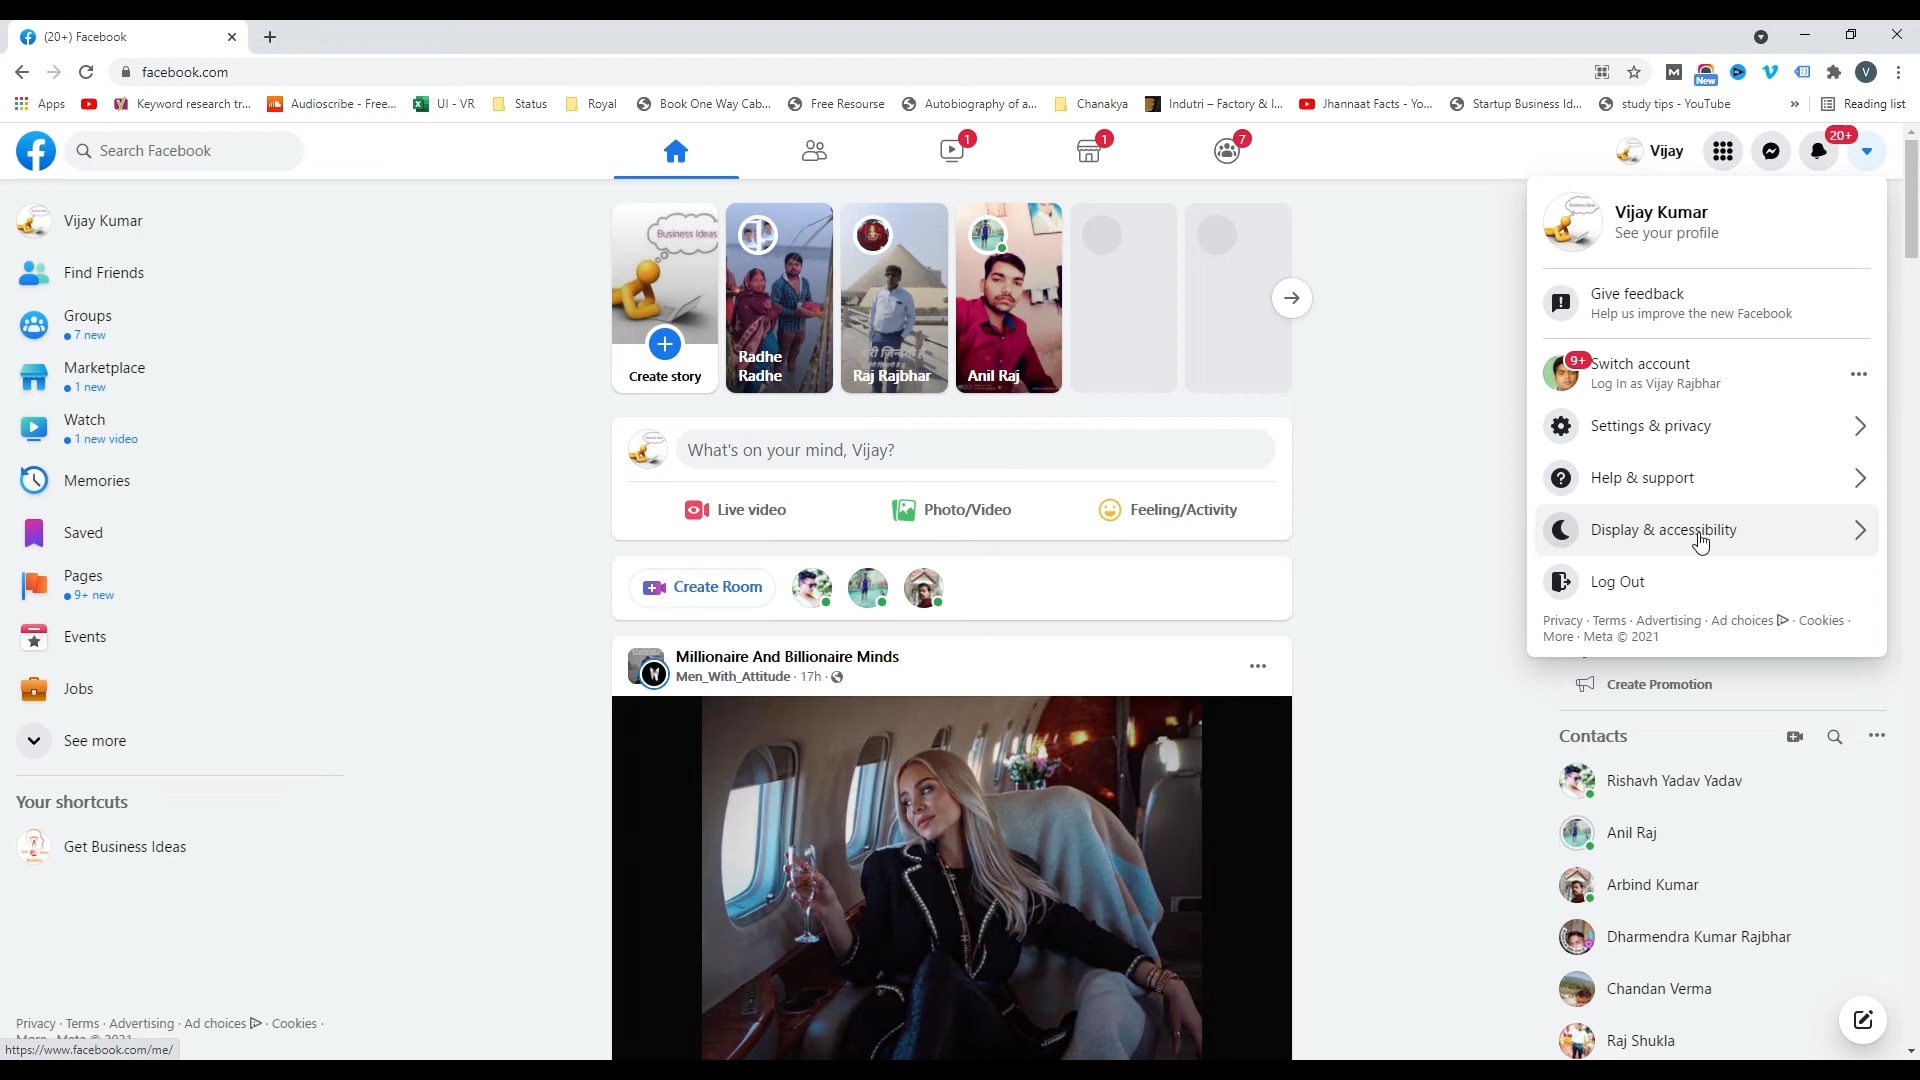 (20+) Facebook
facebook.com
New
Apps
Keyword research tr...
Audioscribe - Free...
UI - VR
Status
Royal
Book One Way Cab...
Free Resourse
Autobiography of a...
Chanakya
Indutri – Factory & I...
Jhannaat Facts - Yo...
Startup Business Id...
study tips - YouTube
»
Reading list
Search Facebook
1
1
7
Vijay
20+
Vijay Kumar
Find Friends
Groups
7 new
Marketplace
1 new
Watch
1 new video
Memories
Saved
Pages
9+ new
Events
Jobs
See more
Your shortcuts
Get Business Ideas
Privacy · Terms · Advertising · Ad choices · Cookies ·
https://www.facebook.com/me/
Business Ideas
Create story
Radhe
Radhe
Raj Rajbhar
Anil Raj
What's on your mind, Vijay?
Live video
Photo/Video
Feeling/Activity
Create Room
Millionaire And Billionaire Minds
Men_With_Attitude · 17h ·
Vijay Kumar
See your profile
Give feedback
Help us improve the new Facebook
9+
Switch account
Log In as Vijay Rajbhar
Settings & privacy
Help & support
Display & accessibility
Log Out
Privacy · Terms · Advertising · Ad choices · Cookies ·
More · Meta © 2021
Create Promotion
Contacts
Rishavh Yadav Yadav
Anil Raj
Arbind Kumar
Dharmendra Kumar Rajbhar
Chandan Verma
Raj Shukla